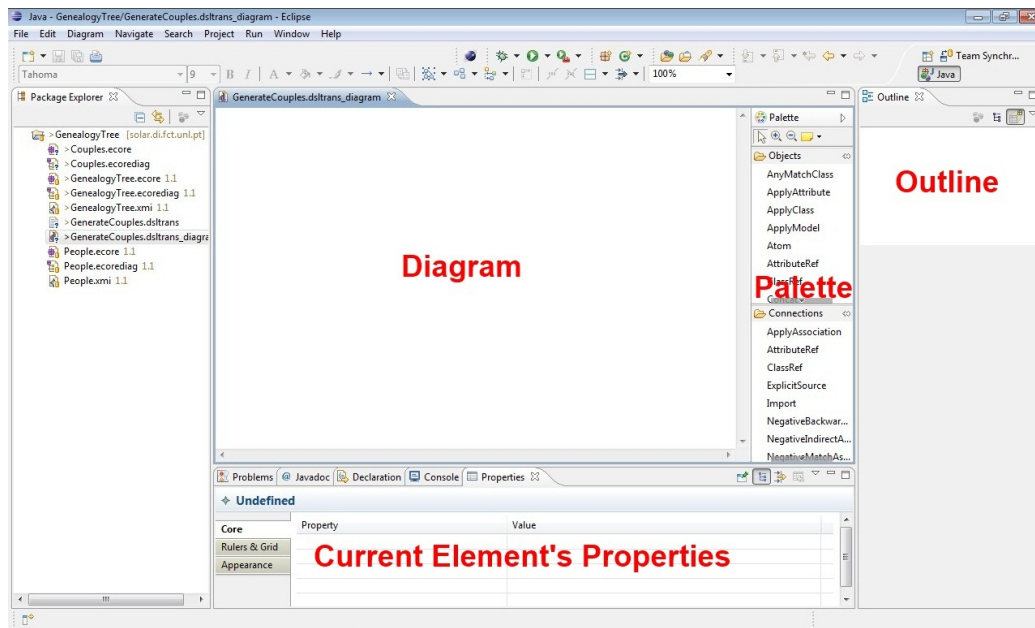 Java - GenealogyTree/GenerateCouples.dsltrans_diagram - Eclipse
File Edit Diagram Navigate Search Project Run Window Help
Team Synchr...
Tahoma 9 B I A 100% Java
Package Explorer
GenerateCouples.dsltrans_diagram
Outline
Palette
>GenealogyTree [solar.di.fct.unl.pt]
>Couples.ecore
>Couples.ecorediag
>GenealogyTree.ecore 1.1
>GenealogyTree.ecorediag 1.1
>GenealogyTree.xmi 1.1
>GenerateCouples.dsltrans
>GenerateCouples.dsltrans_diagra
People.ecore 1.1
People.ecorediag 1.1
People.xmi 1.1
Diagram
Objects
AnyMatchClass
ApplyAttribute
ApplyClass
ApplyModel
Atom
AttributeRef
ClassRef
Concat
Palette
Connections
ApplyAssociation
AttributeRef
ClassRef
ExplicitSource
Import
NegativeBackwar...
NegativeIndirectA...
NegativeMatchAs...
Outline
Problems @ Javadoc Declaration Console Properties
Undefined
Core
Rulers & Grid
Appearance
Property Value
Current Element's Properties